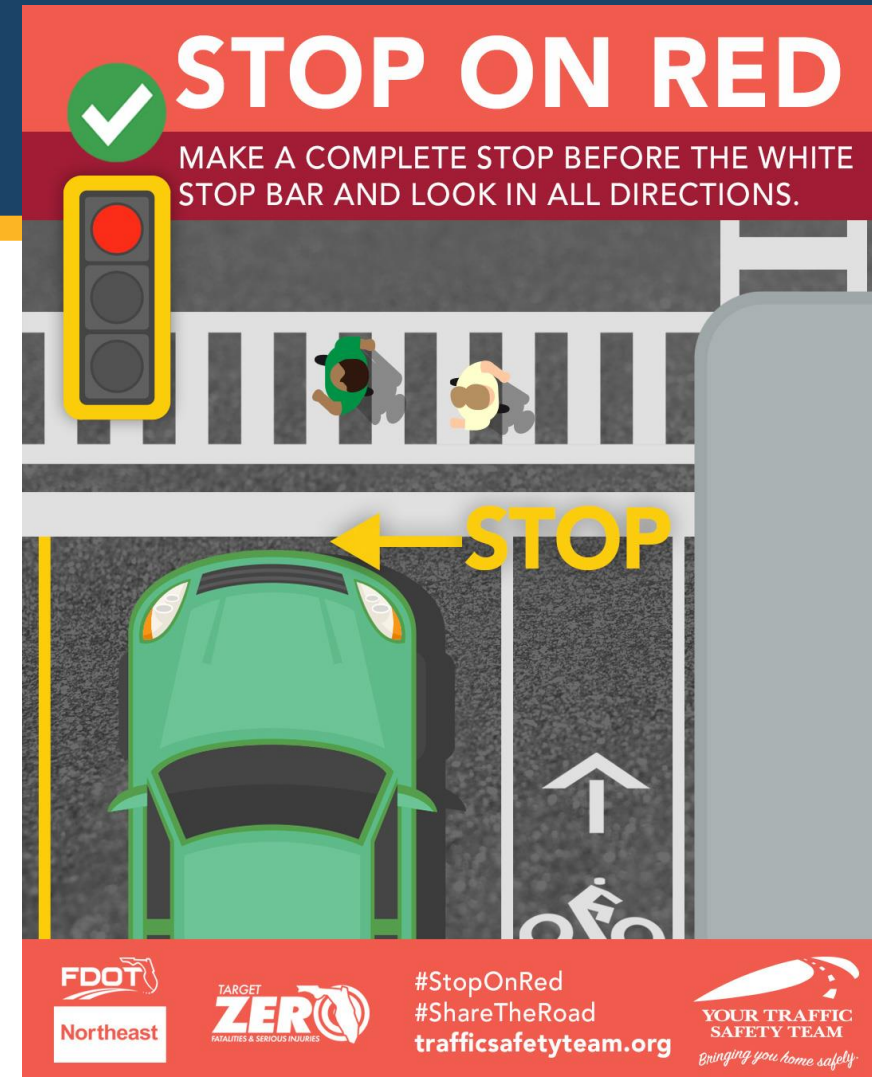 STOP ON RED
MAKE A COMPLETE STOP BEFORE THE WHITE
STOP BAR AND LOOK IN ALL DIRECTIONS.
STOP
FDOT
Northeast
TARGET
ZERO
FATALITIES & SERIOUS INJURIES
#StopOnRed
#ShareTheRoad
trafficsafetyteam.org
YOUR TRAFFIC
SAFETY TEAM
Bringing you home safely.